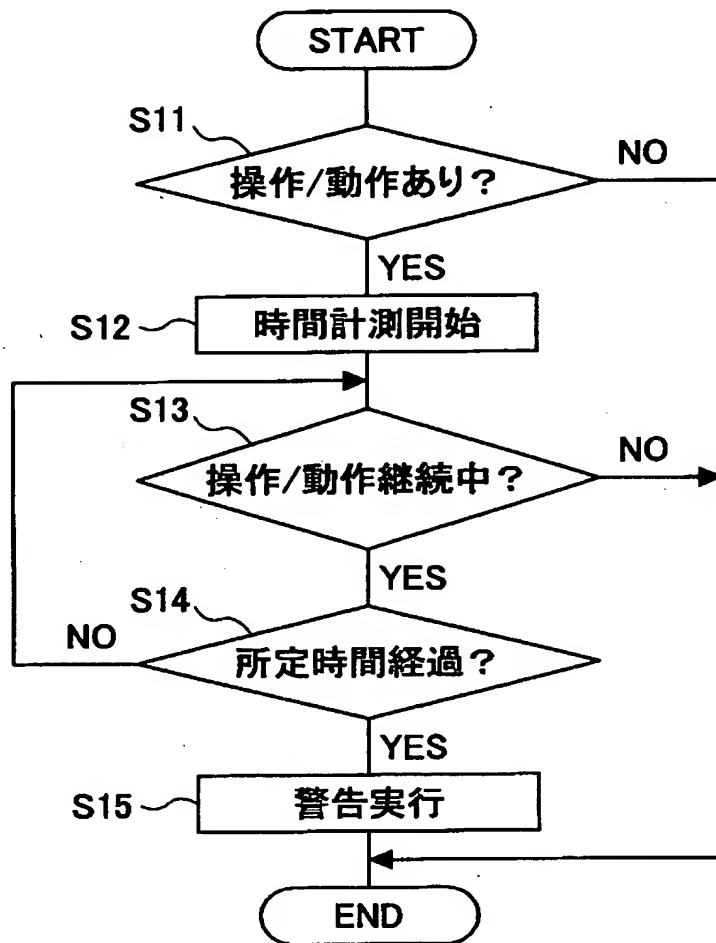 START
S11
操作/動作あり?
NO
YES
S12
時間計測開始
S13
操作/動作継続中?
NO
YES
S14
NO
所定時間経過?
YES
S15
警告実行
END